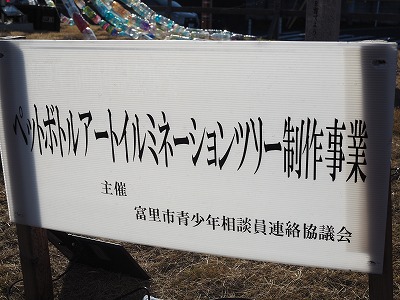 ペットボトルアートイルミネーションツリー制作事業
主催
富里市青少年相談員連絡協議会